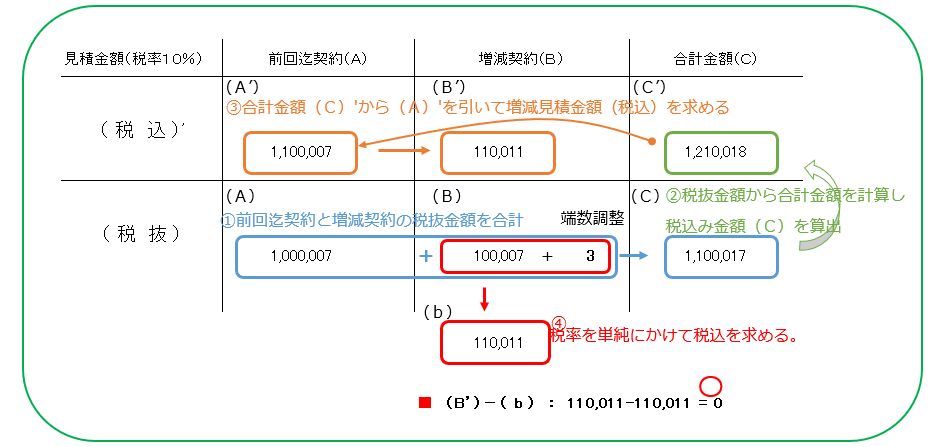 見積金額(税率10%) 前回迄契約(A) 増減契約(B) 合計金額(C)
(A’) (B’) (C’)
③合計金額(C)'から(A)'を引いて増減見積金額(税込)を求める
(税 込)’ 1,100,007 110,011 1,210,018
(A) (B) (C)
②税抜金額から合計金額を計算し
税込み金額(C)を算出
①前回迄契約と増減契約の税抜金額を合計 端数調整
(税 抜) 1,000,007 + 100,007 + 3 1,100,017
(b)
④
税率を単純にかけて税込を求める。
110,011
■ (B’)-(b) : 110,011-110,011 = 0